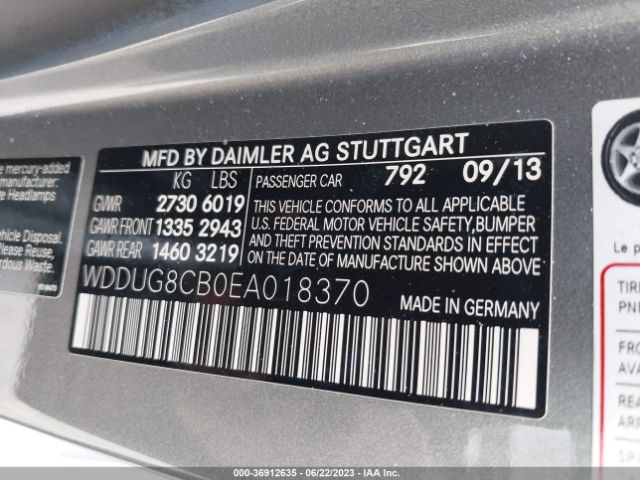 MFD BY DAIMLER AG STUTTGART
KG LBS
GVWR 2730 6019
GAWR FRONT 1335 2943
GAWR REAR 1460 3219
PASSENGER CAR 792 09/13
THIS VEHICLE CONFORMS TO ALL APPLICABLE
U.S. FEDERAL MOTOR VEHICLE SAFETY,BUMPER
AND THEFT PREVENTION STANDARDS IN EFFECT
ON THE DATE OF MANUFACTURE SHOWN ABOVE.
WDDUG8CB0EA018370
MADE IN GERMANY
mercury-added
manufacturer:
Headlamps
Vehicle Disposal.
Please Reuse,
Waste.
Le
TIRE
FRO
AVA
REA
ARR
000-36912635 - 06/22/2023 - IAA Inc.